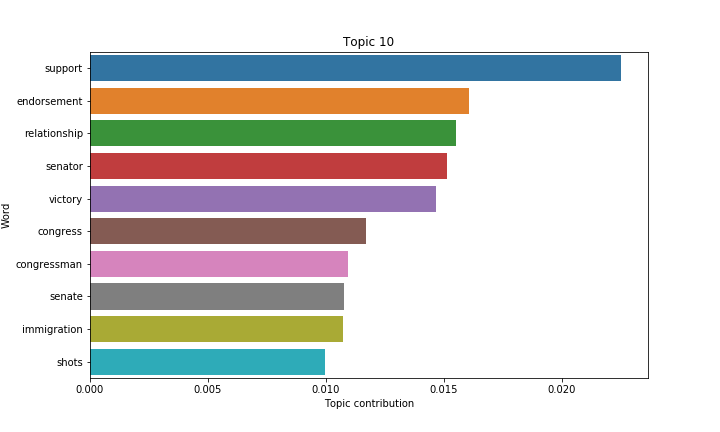 Topic 10
support
endorsement
relationship
senator
victory
congress
congressman
senate
immigration
shots
Word
0.000 0.005 0.010 0.015 0.020
Topic contribution